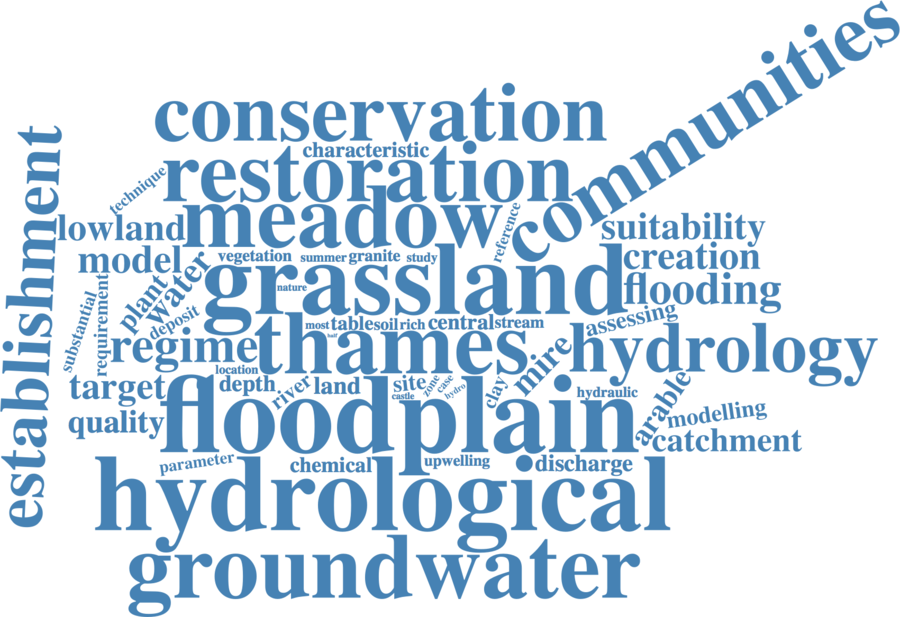 communities
conservation
characteristic
restoration
technique
establishment
lowland
meadow
reference
suitability
model
water
vegetation
summer
granite
study
creation
grassland
nature
flooding
plant
deposit
substantial
requirement
most
table
soil
rich
central
stream
assessing
half
regime
thames
mire
hydrology
location
target
depth
river
land
site
castle
zone
case
hydro
clay
hydraulic
arable
modelling
quality
floodplain
catchment
parameter
chemical
upwelling
discharge
hydrological
groundwater